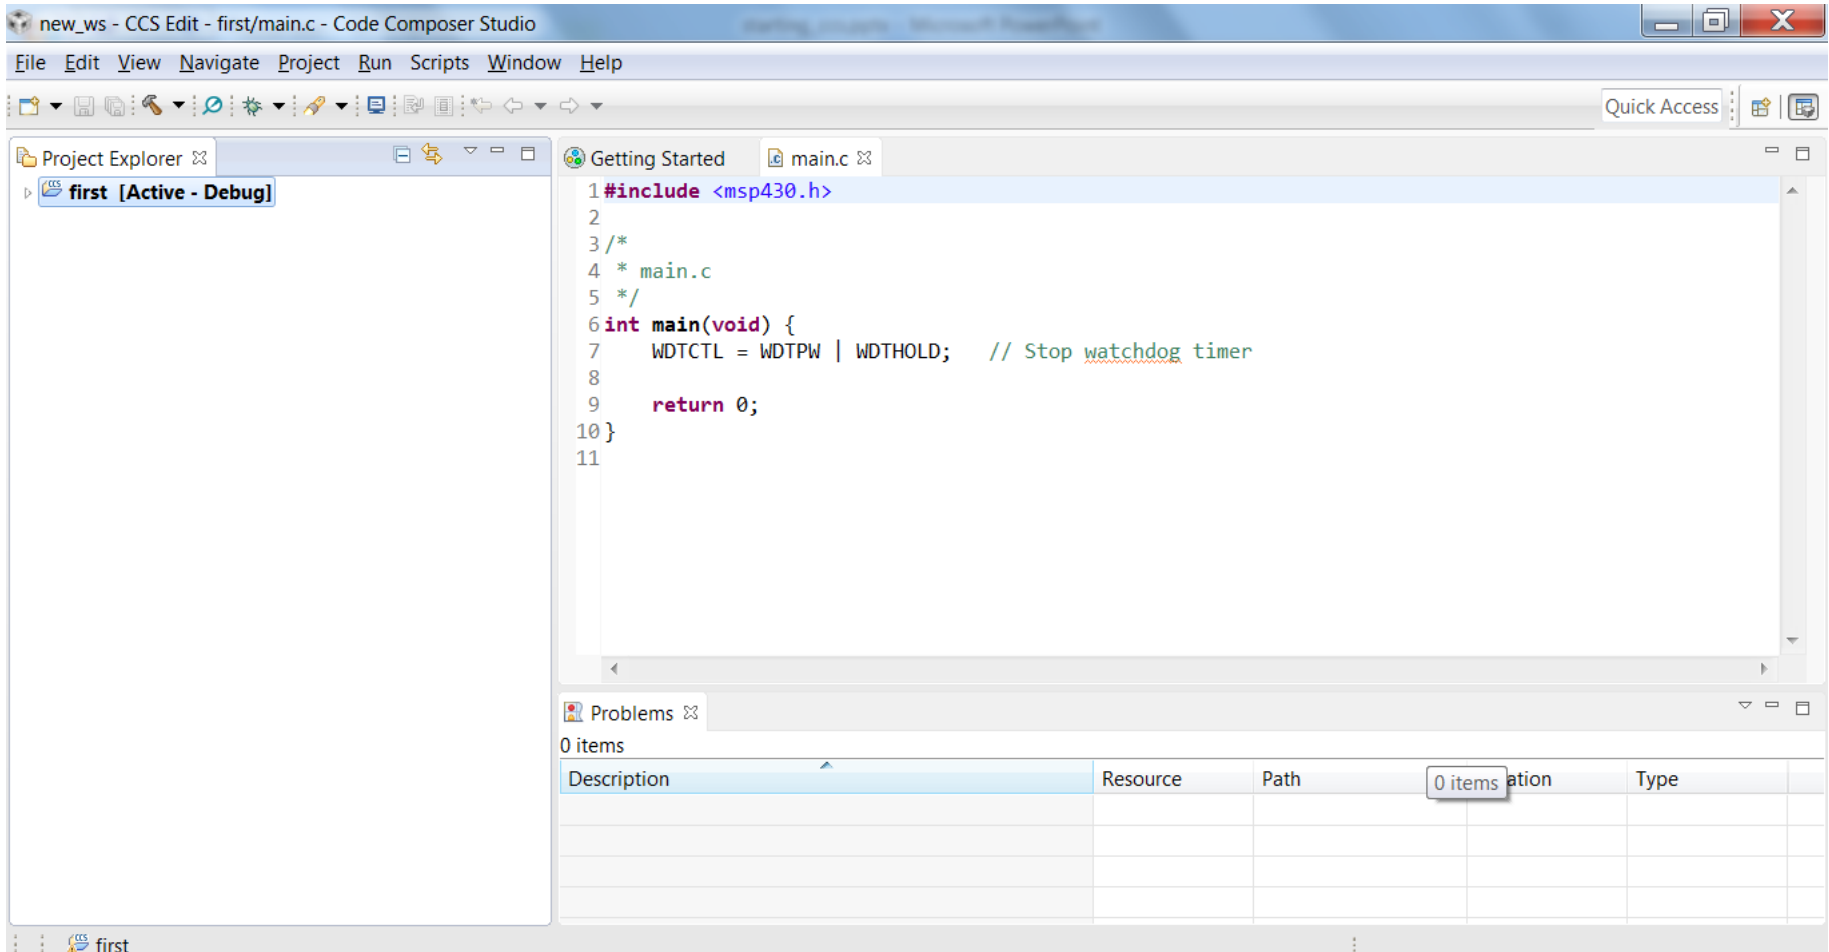 new_ws - CCS Edit - first/main.c - Code Composer Studio
File Edit View Navigate Project Run Scripts Window Help
Quick Access
Project Explorer
first [Active - Debug]
Getting Started main.c
1 #include <msp430.h>
2
3 /*
4  * main.c
5  */
6 int main(void) {
7     WDTCTL = WDTPW | WDTHOLD;   // Stop watchdog timer
8
9     return 0;
10 }
11
Problems
0 items
Description Resource Path 0 items ation Type
first